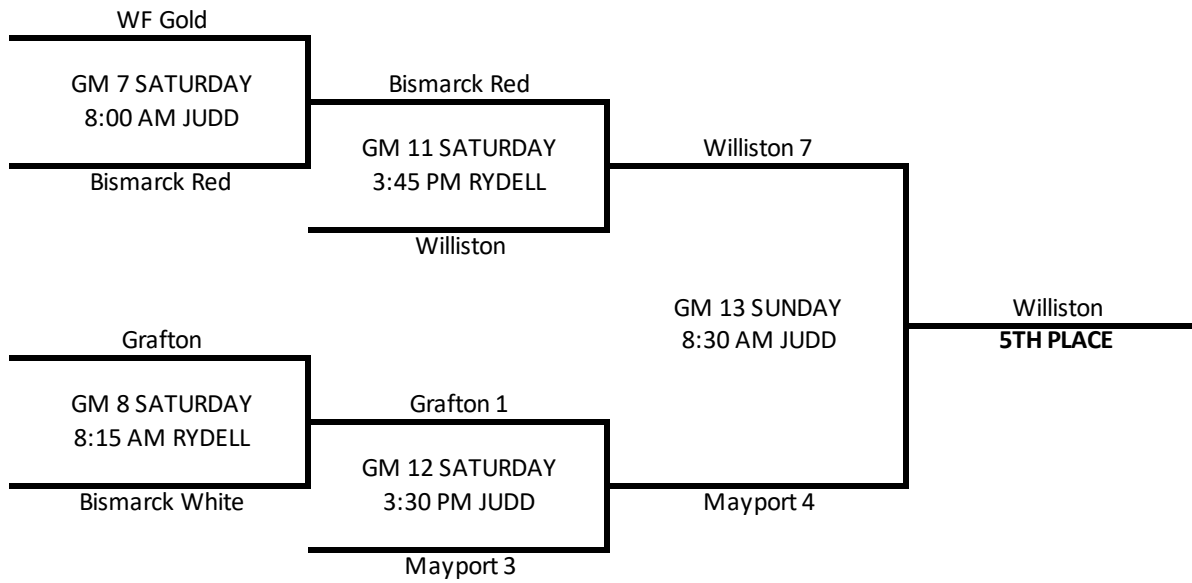 WF Gold
GM 7 SATURDAY
8:00 AM JUDD
Bismarck Red
Bismarck Red
GM 11 SATURDAY
3:45 PM RYDELL
Williston
Williston 7
Grafton
GM 8 SATURDAY
8:15 AM RYDELL
Bismarck White
Grafton 1
GM 12 SATURDAY
3:30 PM JUDD
Mayport 3
Mayport 4
GM 13 SUNDAY
8:30 AM JUDD
Williston
5TH PLACE